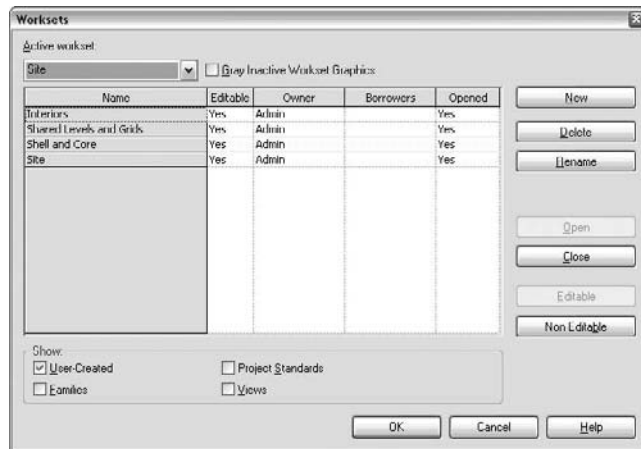 Worksets
Active workset:
Site
Gray Inactive Workset Graphics
Name Editable Owner Borrowers Opened
Interiors Yes Admin Yes
Shared Levels and Grids Yes Admin Yes
Shell and Core Yes Admin Yes
Site Yes Admin Yes
New
Delete
Rename
Open
Close
Editable
Non Editable
Show:
User-Created Project Standards
Families Views
OK Cancel Help